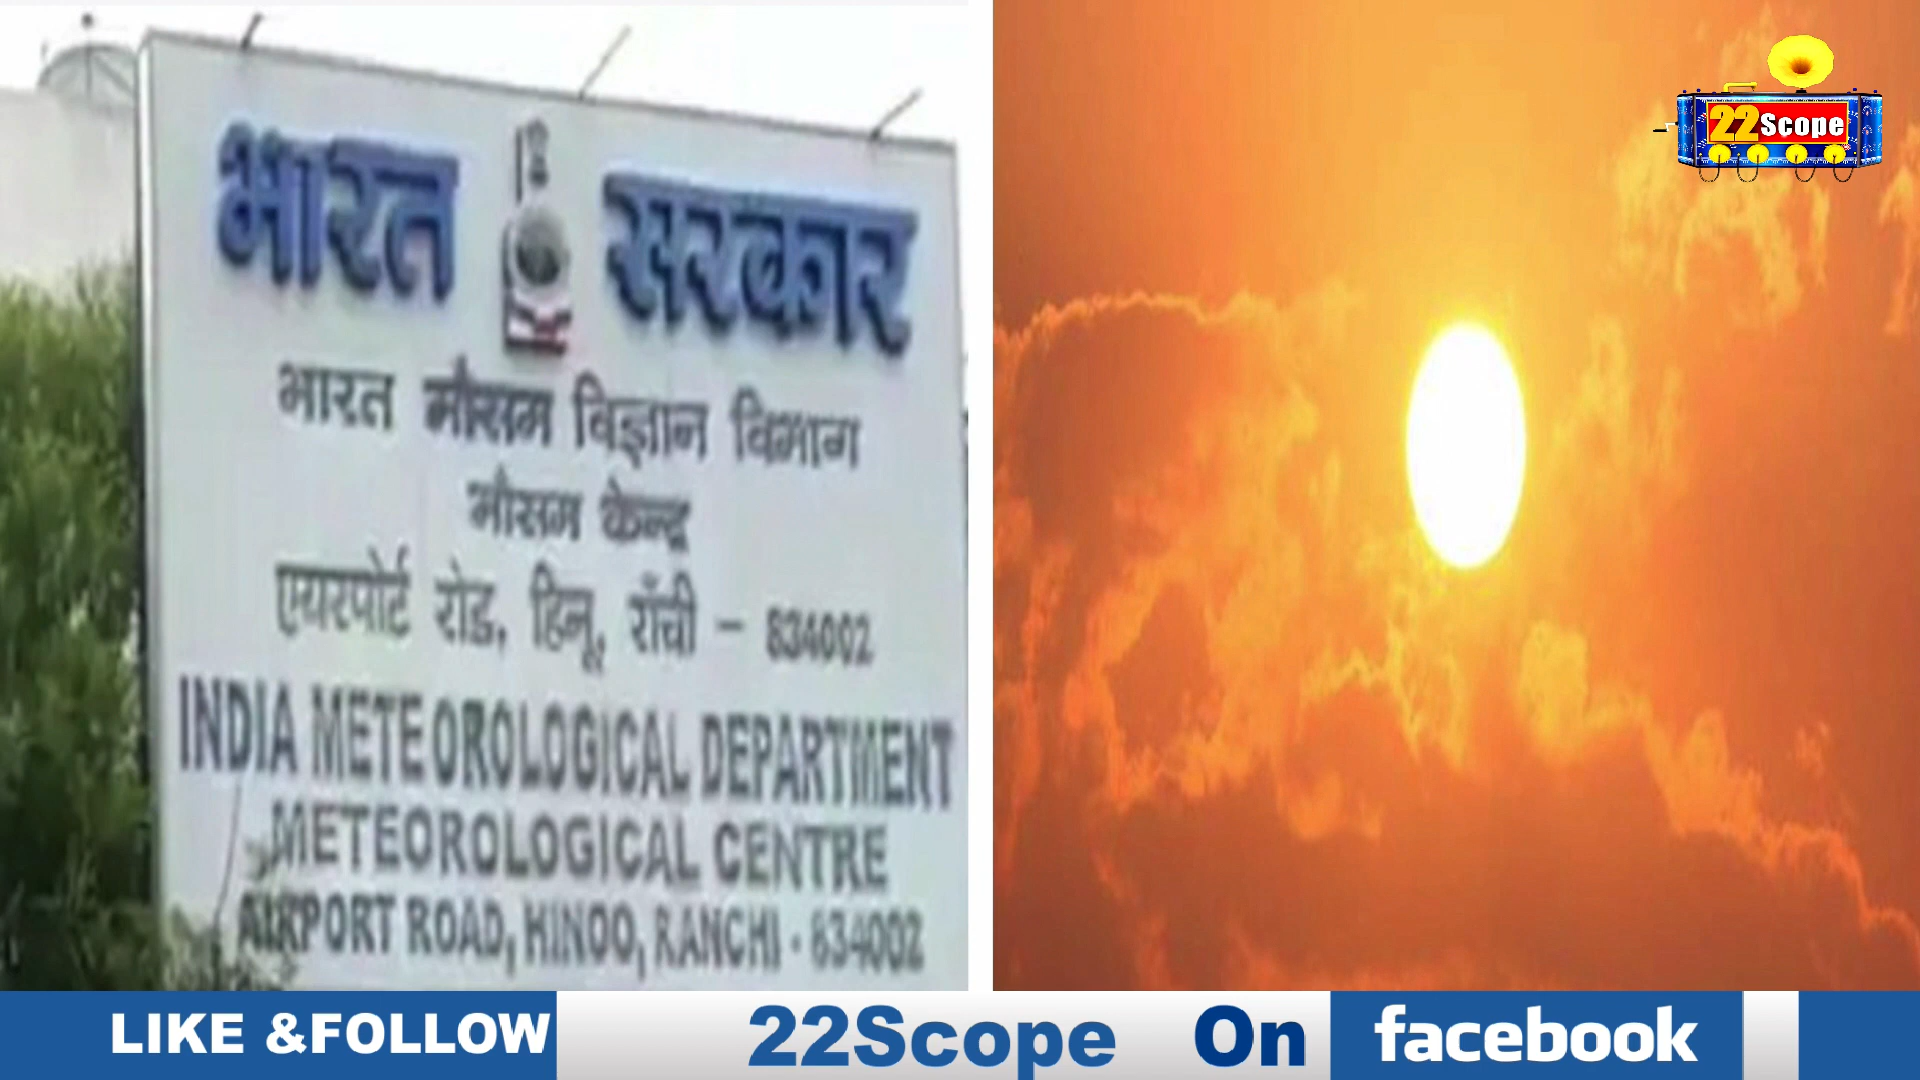 भारत सरकार
भारत मौसम विज्ञान विभाग
मौसम केन्द्र
एयरपोर्ट रोड, हिनू, राँची - 834002
INDIA METEOROLOGICAL DEPARTMENT
METEOROLOGICAL CENTRE
AIRPORT ROAD, HINOO, RANCHI - 834002
22Scope
LIKE &FOLLOW 22Scope On facebook